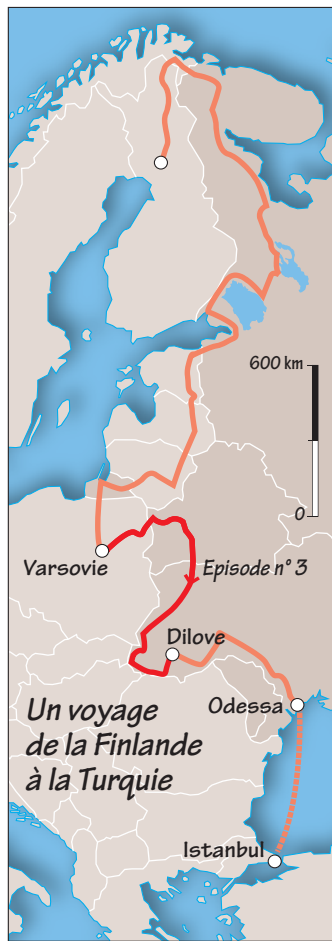 600 km
0
Varsovie
Episode n° 3
Dilove
Odessa
Un voyage
de la Finlande
à la Turquie
Istanbul